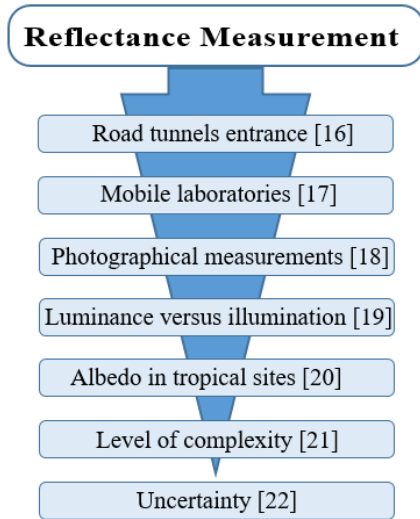 Reflectance Measurement
Road tunnels entrance [16]
Mobile laboratories [17]
Photographical measurements [18]
Luminance versus illumination [19]
Albedo in tropical sites [20]
Level of complexity [21]
Uncertainty [22]